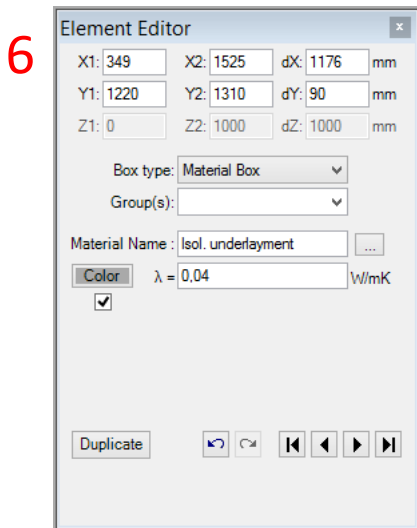 6
Element Editor x
X1: 349 X2: 1525 dX: 1176 mm
Y1: 1220 Y2: 1310 dY: 90 mm
Z1: 0 Z2: 1000 dZ: 1000 mm
Box type: Material Box
Group(s):
Material Name : Isol. underlayment ...
Color λ = 0,04 W/mK
Duplicate